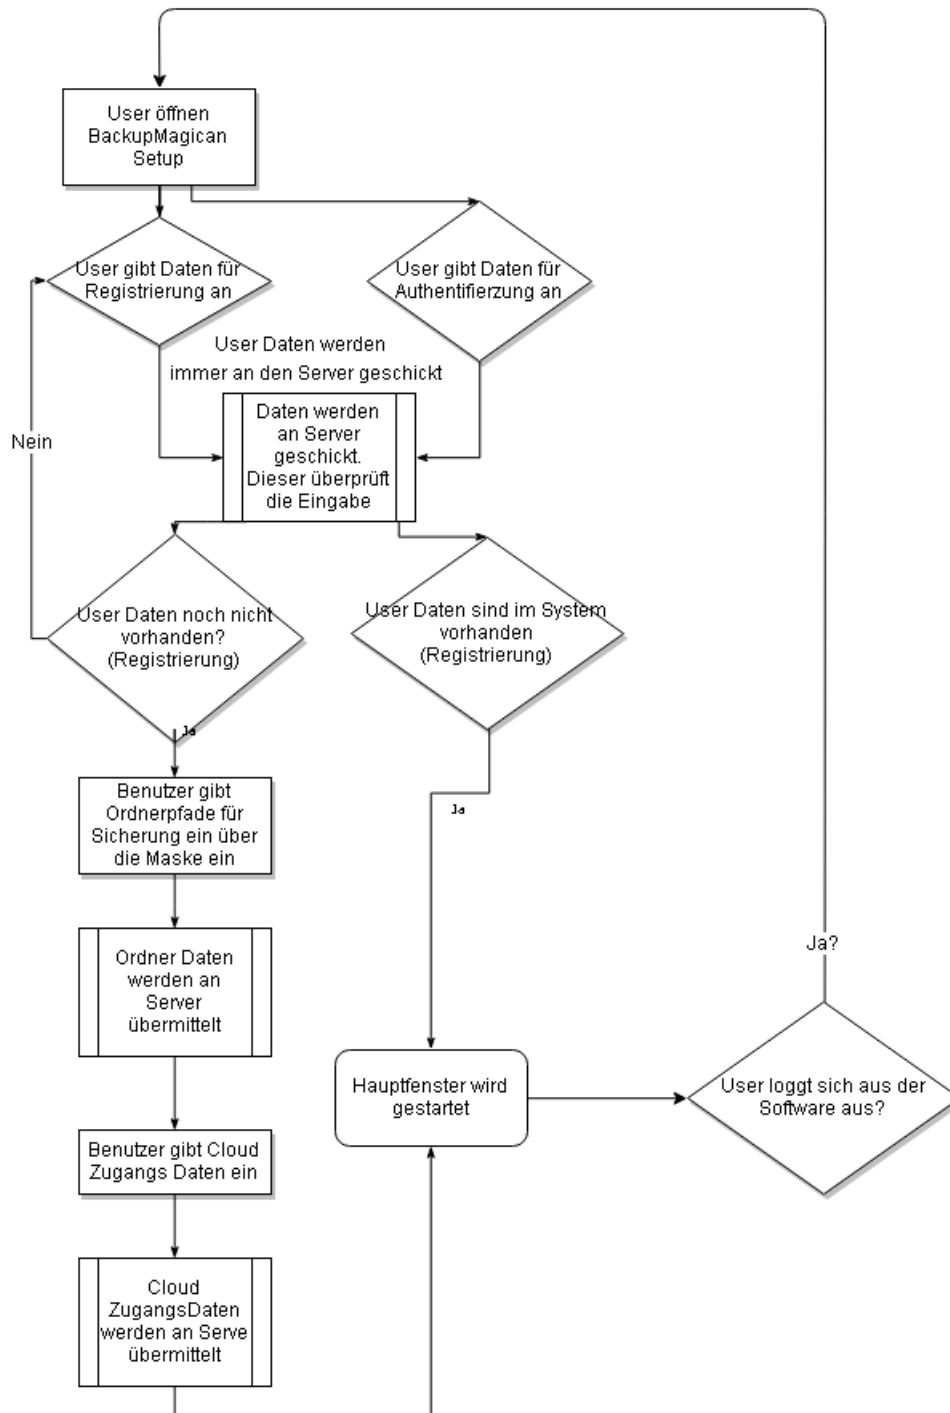 User öffnen
BackupMagican
Setup
User gibt Daten für
Registrierung an
User gibt Daten für
Authentifierzung an
User Daten werden
immer an den Server geschickt
Daten werden
an Server
geschickt.
Dieser überprüft
die Eingabe
Nein
User Daten noch nicht
vorhanden?
(Registrierung)
User Daten sind im System
vorhanden
(Registrierung)
Ja
Benutzer gibt
Ordnerpfade für
Sicherung ein über
die Maske ein
Ja
Ordner Daten
werden an
Server
übermittelt
Ja?
Hauptfenster wird
gestartet
User loggt sich aus der
Software aus?
Benutzer gibt Cloud
Zugangs Daten ein
Cloud
ZugangsDaten
werden an Serve
übermittelt